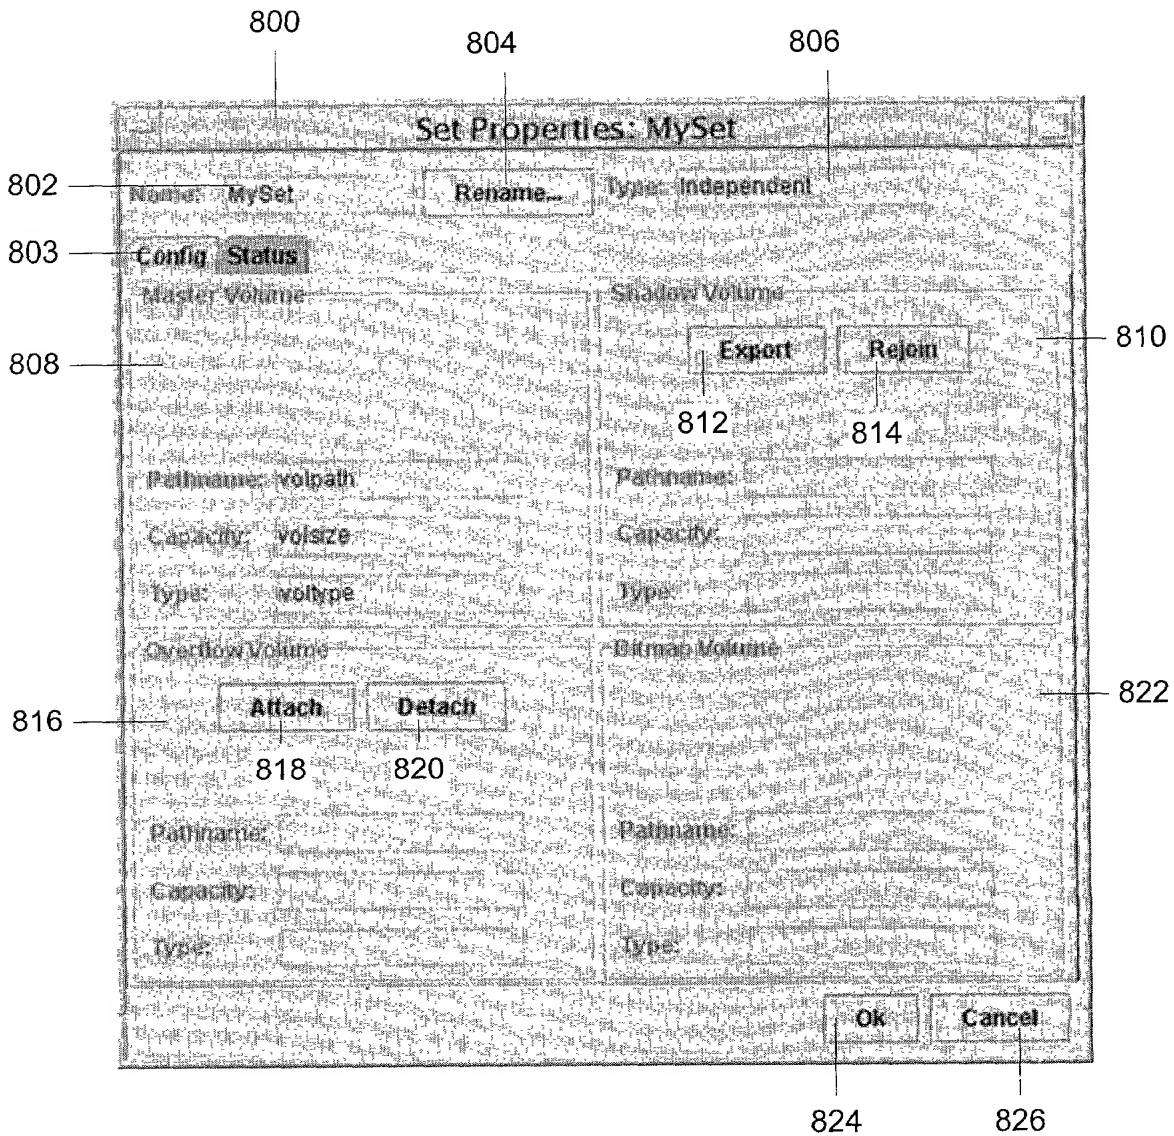 800
804
806
Set Properties: MySet
802
Name: MySet
Rename...
Type: Independent
803
Config Status
Master Volume
Shadow Volume
808
Export Rejoin
810
812
814
Pathname: volpath
Pathname:
Capacity: volsize
Capacity:
Type: voltype
Type:
Overflow Volume
Bitmap Volume
816
Attach Detach
822
818
820
Pathname:
Pathname:
Capacity:
Capacity:
Type:
Type:
Ok Cancel
824
826